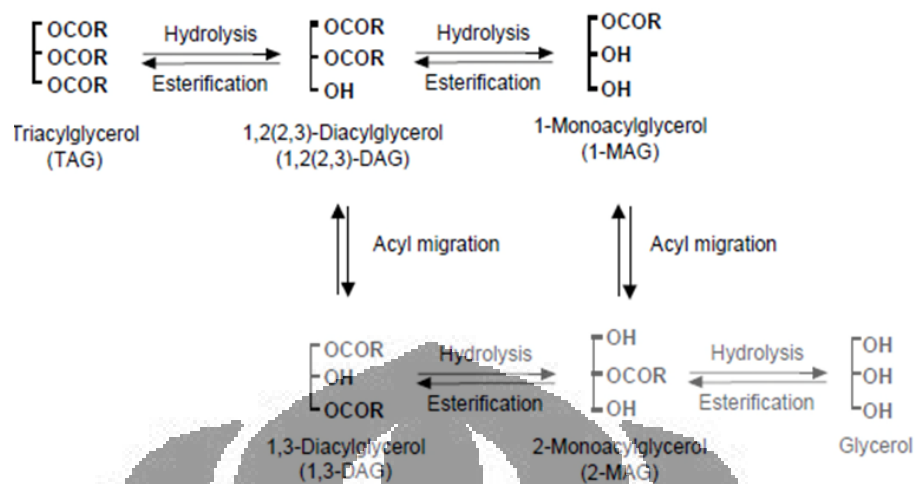 OCOR
OCOR
OCOR
Hydrolysis
Esterification
OCOR
OCOR
OH
Hydrolysis
Esterification
OCOR
OH
OH
Triacylglycerol
(TAG)
1,2(2,3)-Diacylglycerol
(1,2(2,3)-DAG)
1-Monoacylglycerol
(1-MAG)
Acyl migration
Acyl migration
OCOR
OH
OCOR
Hydrolysis
Esterification
OH
OCOR
OH
Hydrolysis
Esterification
OH
OH
OH
1,3-Diacylglycerol
(1,3-DAG)
2-Monoacylglycerol
(2-MAG)
Glycerol